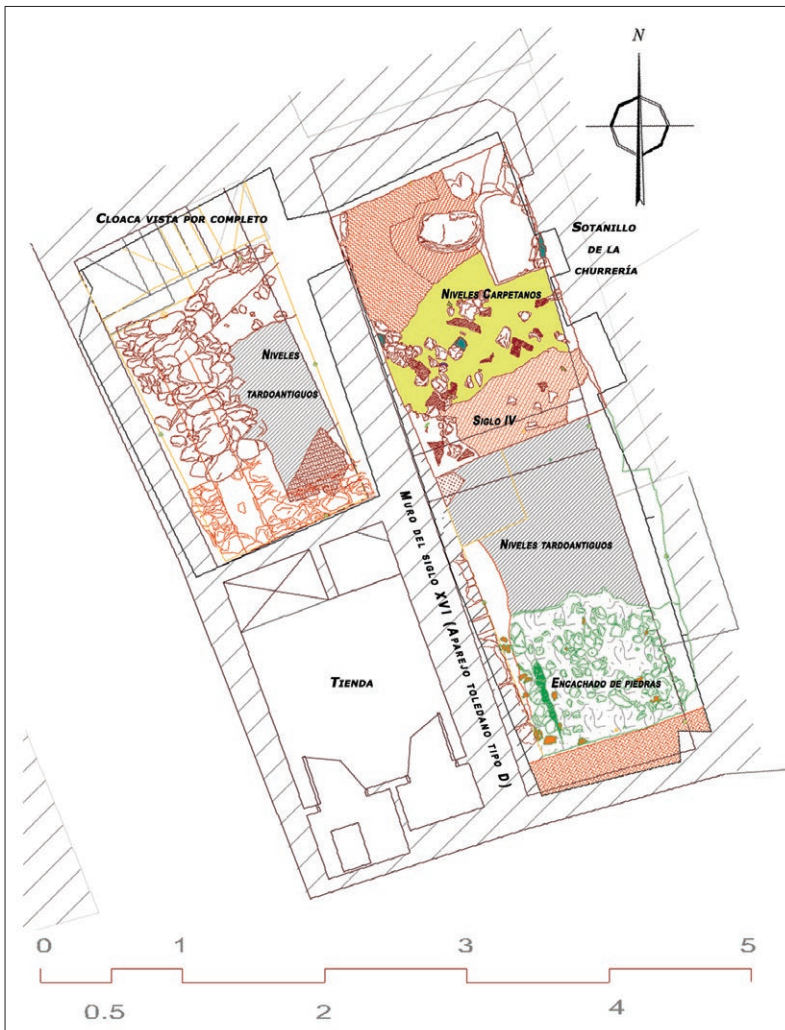 N
CLOACA VISTA POR COMPLETO
SOTANILLO
DE LA
CHURRERÍA
NIVELES CARPETANOS
NIVELES
TARDOANTIGUOS
SIGLO IV
MURO DEL SIGLO XVI (APAREJO TOLEDANO TIPO D)
NIVELES TARDOANTIGUOS
TIENDA
ENCACHADO DE PIEDRAS
0 1 3 5
0.5 2 4